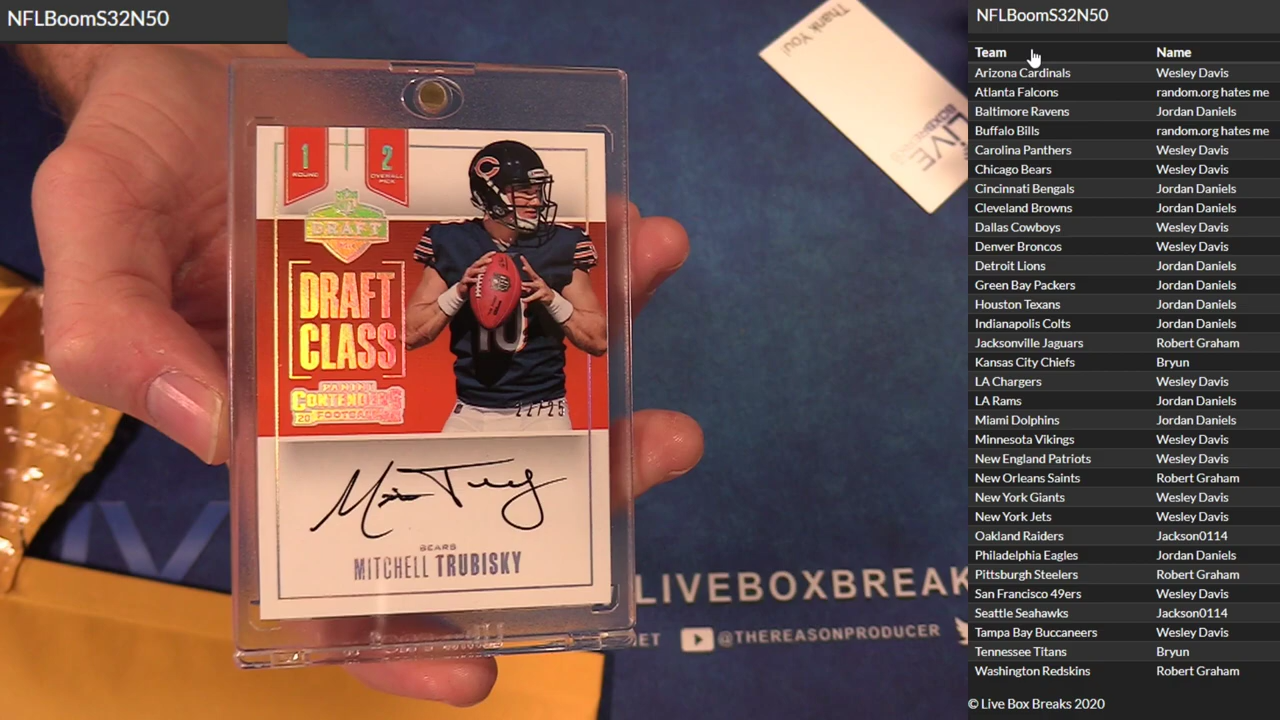 NFLBoomS32N50
Thank You!
LIVE
1
ROUND
2
OVERALL
PICK
DRAFT
DRAFT
CLASS
PANINI
CONTENDERS
20 FOOTBALL
22/25
BEARS
MITCHELL TRUBISKY
LIVEBOXBREAK
@THEREASONPRODUCER
NFLBoomS32N50
Team Name
Arizona Cardinals Wesley Davis
Atlanta Falcons random.org hates me
Baltimore Ravens Jordan Daniels
Buffalo Bills random.org hates me
Carolina Panthers Wesley Davis
Chicago Bears Wesley Davis
Cincinnati Bengals Jordan Daniels
Cleveland Browns Jordan Daniels
Dallas Cowboys Wesley Davis
Denver Broncos Wesley Davis
Detroit Lions Jordan Daniels
Green Bay Packers Jordan Daniels
Houston Texans Jordan Daniels
Indianapolis Colts Jordan Daniels
Jacksonville Jaguars Robert Graham
Kansas City Chiefs Bryun
LA Chargers Wesley Davis
LA Rams Jordan Daniels
Miami Dolphins Jordan Daniels
Minnesota Vikings Wesley Davis
New England Patriots Wesley Davis
New Orleans Saints Robert Graham
New York Giants Wesley Davis
New York Jets Wesley Davis
Oakland Raiders Jackson0114
Philadelphia Eagles Jordan Daniels
Pittsburgh Steelers Robert Graham
San Francisco 49ers Wesley Davis
Seattle Seahawks Jackson0114
Tampa Bay Buccaneers Wesley Davis
Tennessee Titans Bryun
Washington Redskins Robert Graham
© Live Box Breaks 2020